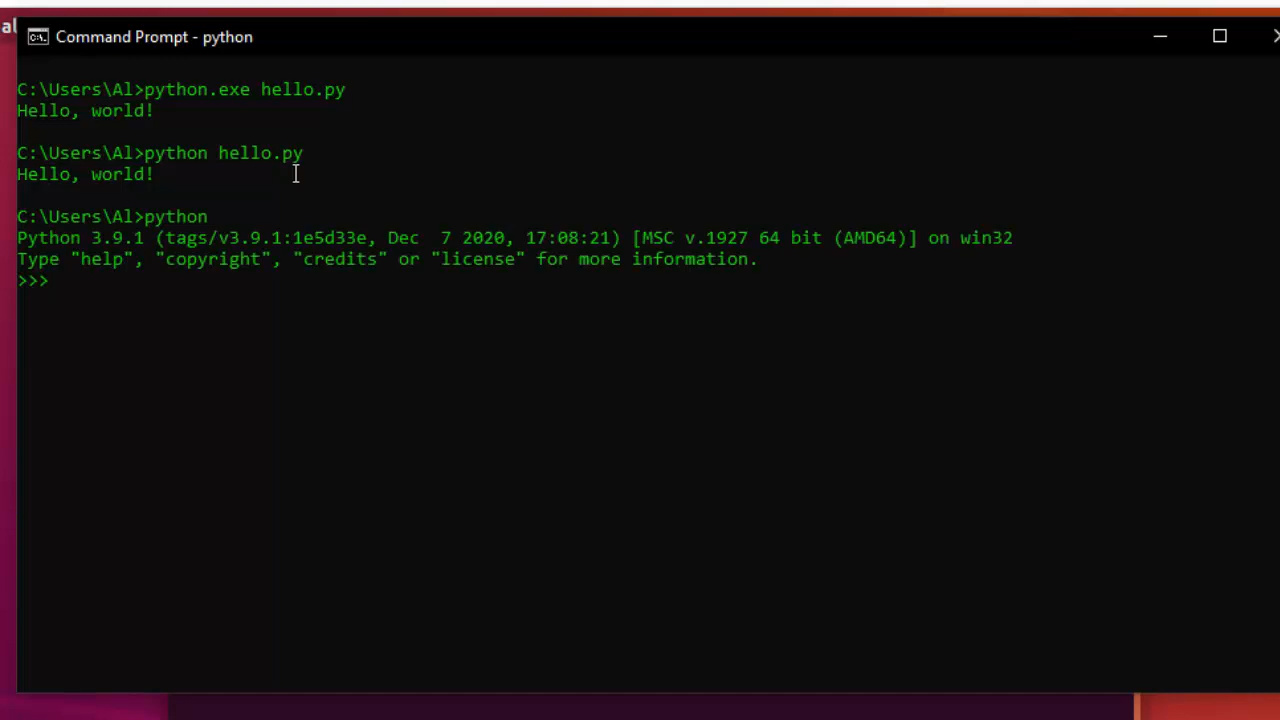 al
Command Prompt - python
C:\Users\Al>python.exe hello.py
Hello, world!
C:\Users\Al>python hello.py
Hello, world!
C:\Users\Al>python
Python 3.9.1 (tags/v3.9.1:1e5d33e, Dec  7 2020, 17:08:21) [MSC v.1927 64 bit (AMD64)] on win32
Type "help", "copyright", "credits" or "license" for more information.
>>>